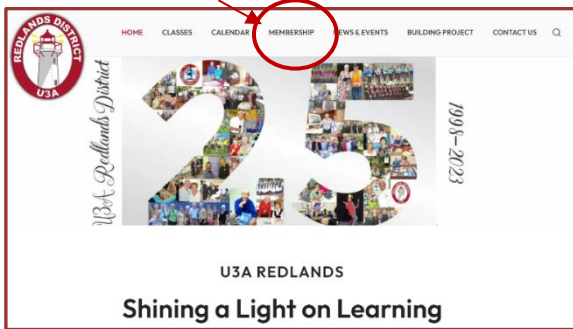 REDLANDS DISTRICT
U3A
HOME CLASSES CALENDAR MEMBERSHIP NEWS & EVENTS BUILDING PROJECT CONTACT US
U3A Redlands District
25
1998-2023
U3A REDLANDS
Shining a Light on Learning